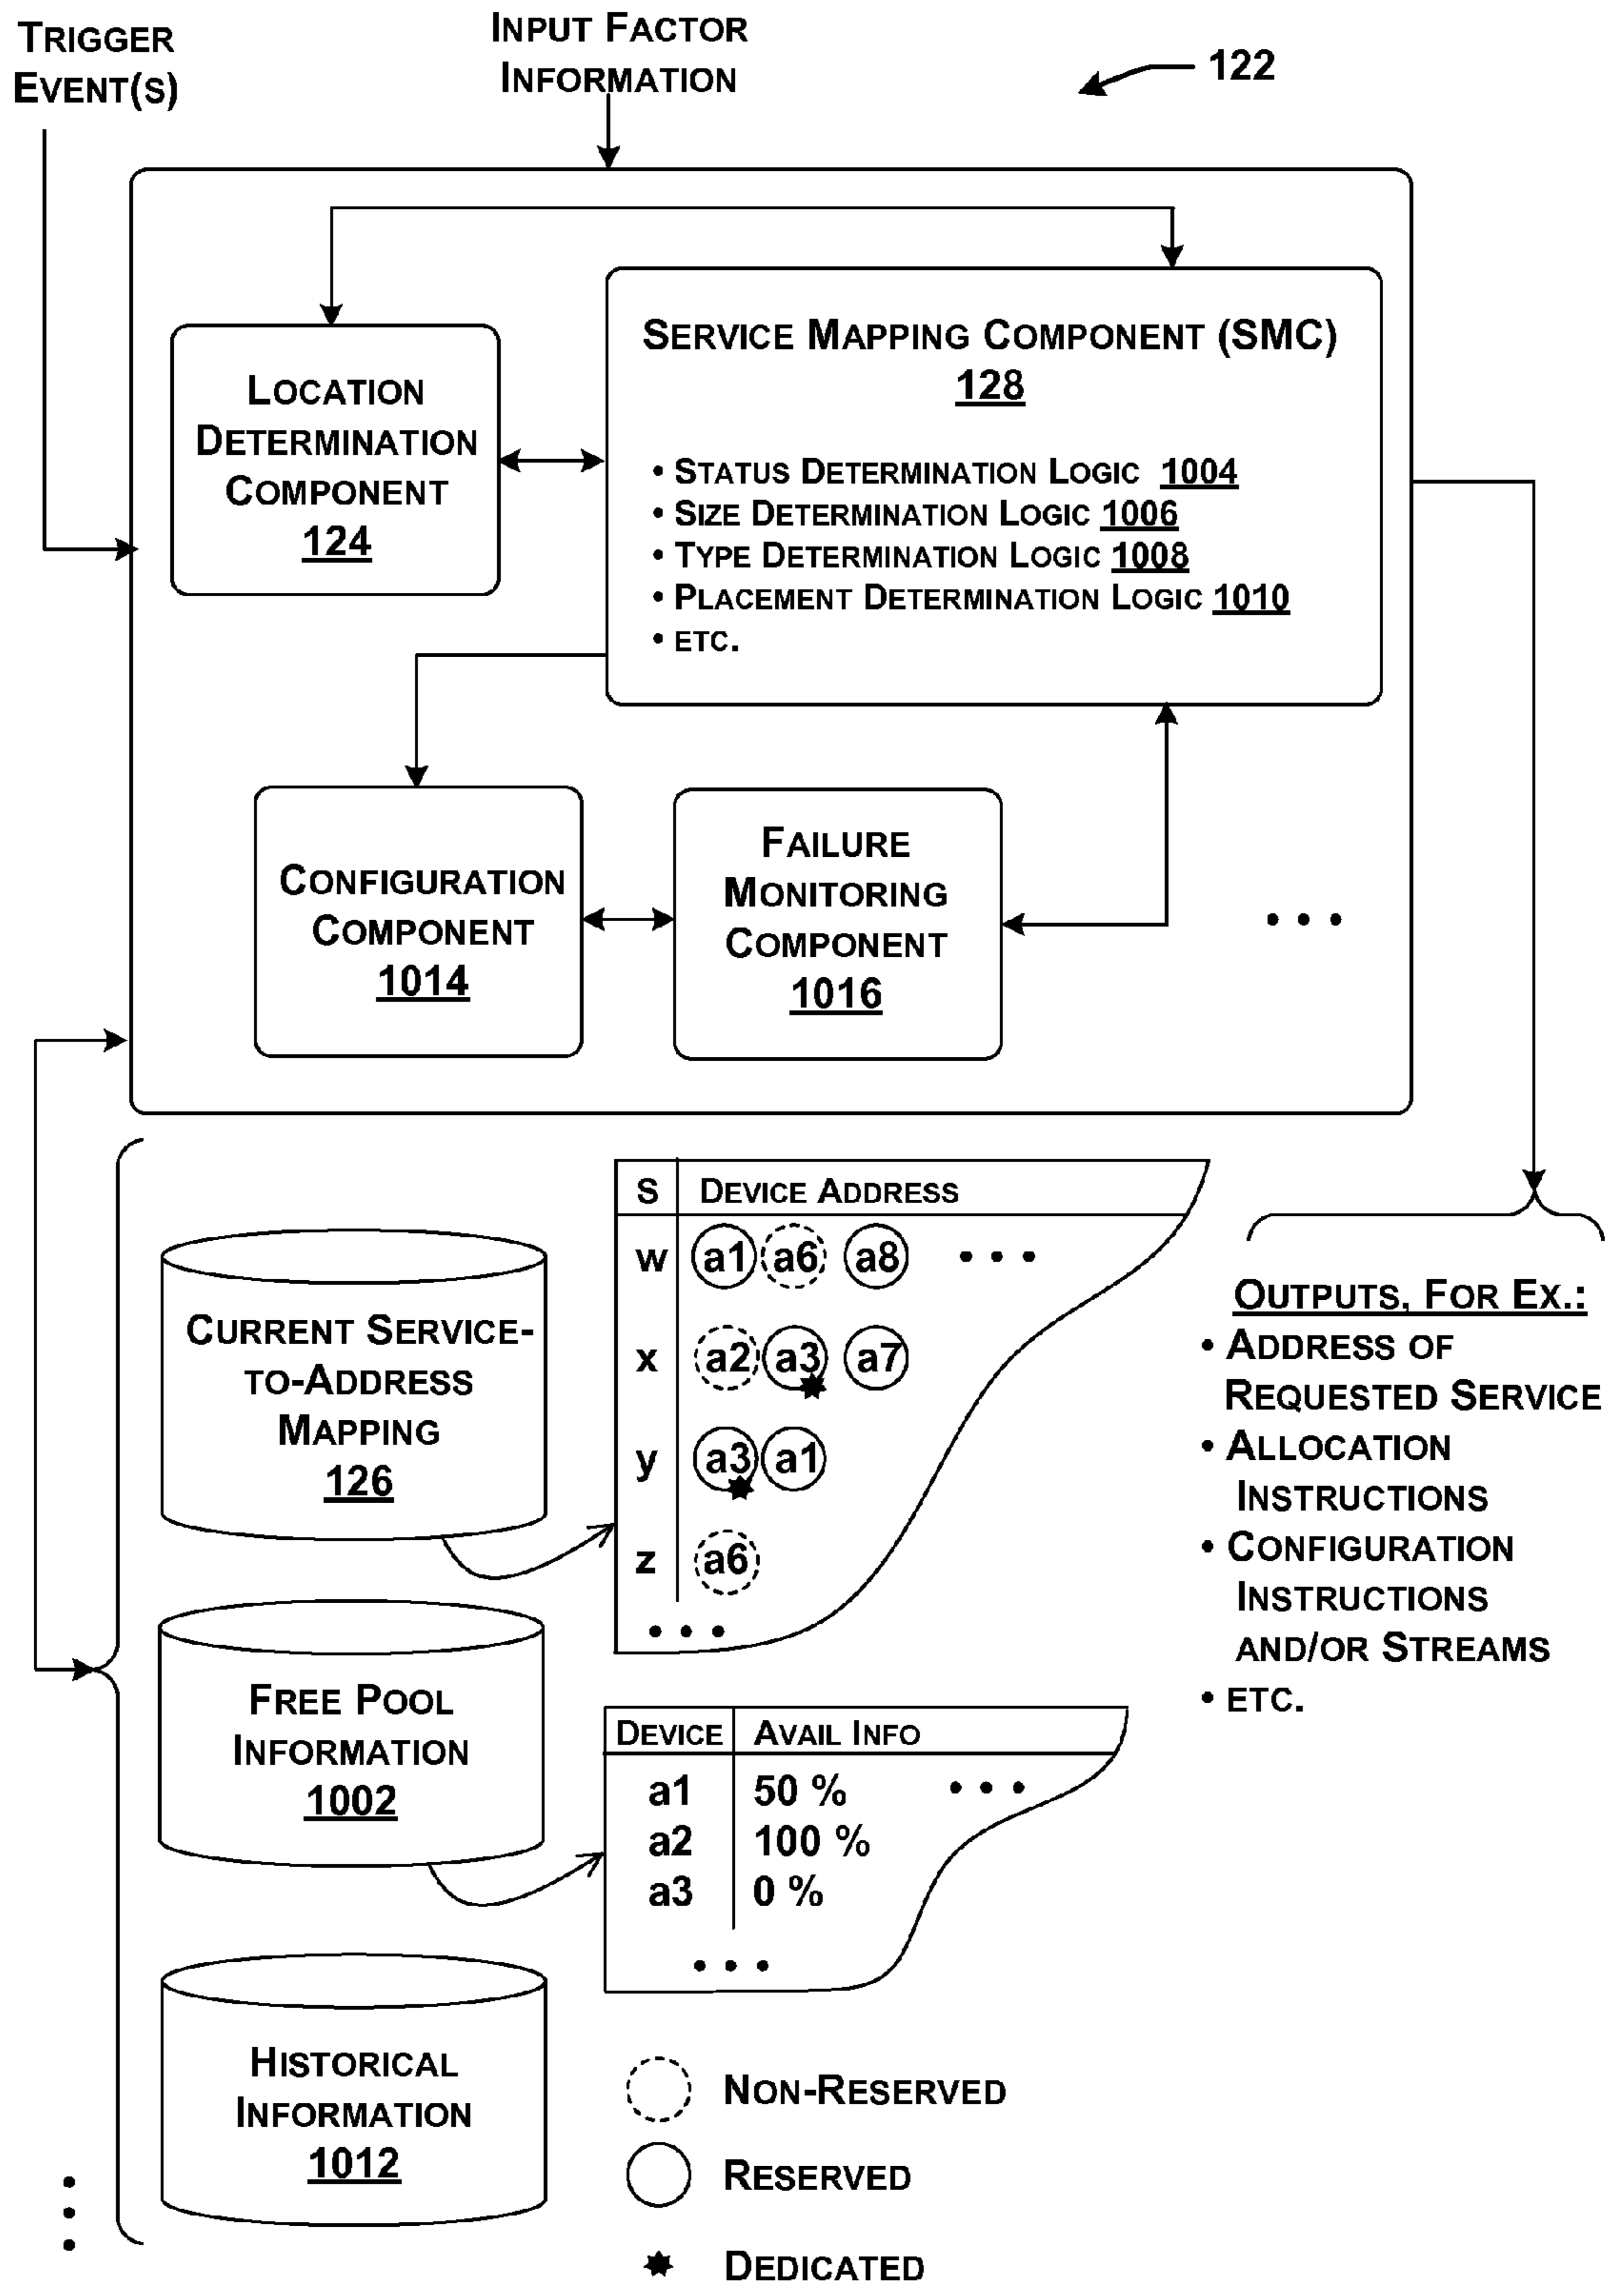 TRIGGER
EVENT(S)
INPUT FACTOR
INFORMATION
122
LOCATION
DETERMINATION
COMPONENT
124
SERVICE MAPPING COMPONENT (SMC)
128
• STATUS DETERMINATION LOGIC 1004
• SIZE DETERMINATION LOGIC 1006
• TYPE DETERMINATION LOGIC 1008
• PLACEMENT DETERMINATION LOGIC 1010
• ETC.
CONFIGURATION
COMPONENT
1014
FAILURE
MONITORING
COMPONENT
1016
• • •
CURRENT SERVICE-
TO-ADDRESS
MAPPING
126
S DEVICE ADDRESS
w a1 a6 a8 • • •
x a2 a3 a7
y a3 a1
z a6
• • •
OUTPUTS, FOR EX.:
• ADDRESS OF
REQUESTED SERVICE
• ALLOCATION
INSTRUCTIONS
• CONFIGURATION
INSTRUCTIONS
AND/OR STREAMS
• ETC.
FREE POOL
INFORMATION
1002
DEVICE AVAIL INFO
a1 50 % • • •
a2 100 %
a3 0 %
• • •
HISTORICAL
INFORMATION
1012
NON-RESERVED
RESERVED
DEDICATED